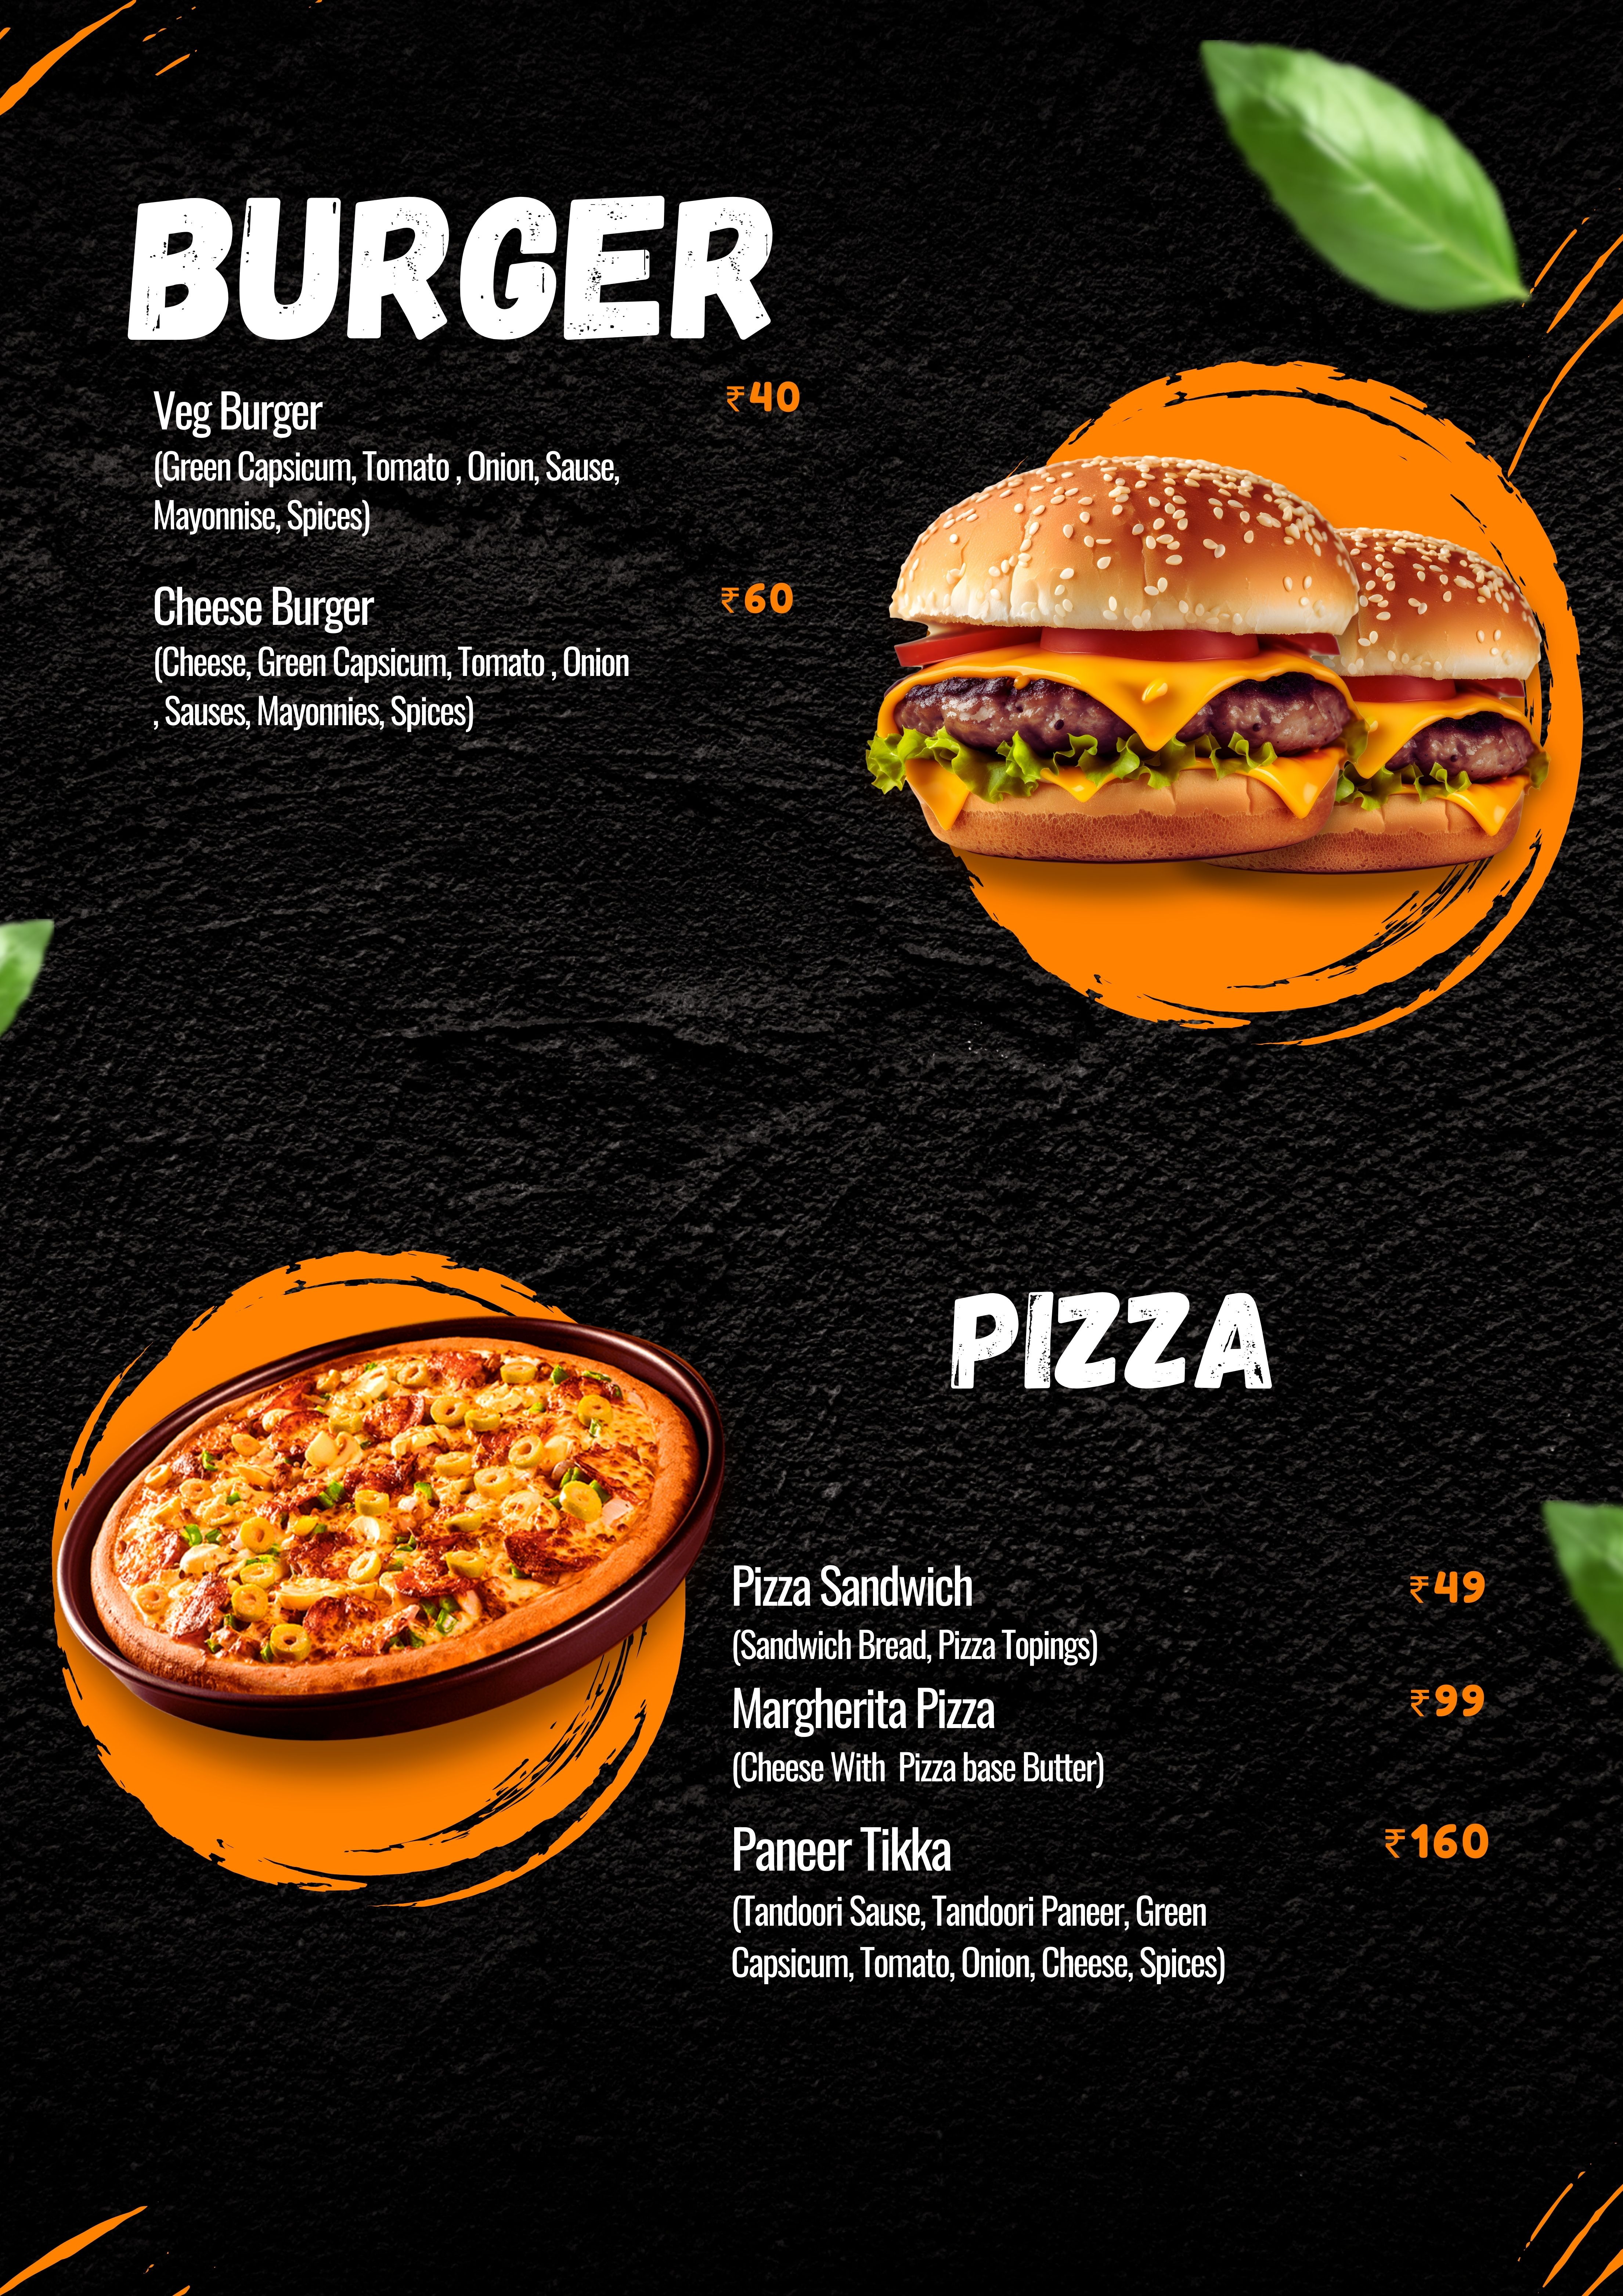 BURGER
Veg Burger ₹40
(Green Capsicum, Tomato , Onion, Sause,
Mayonnise, Spices)
Cheese Burger ₹60
(Cheese, Green Capsicum, Tomato , Onion
, Sauses, Mayonnies, Spices)
PIZZA
Pizza Sandwich ₹49
(Sandwich Bread, Pizza Topings)
Margherita Pizza ₹99
(Cheese With  Pizza base Butter)
Paneer Tikka ₹160
(Tandoori Sause, Tandoori Paneer, Green
Capsicum, Tomato, Onion, Cheese, Spices)